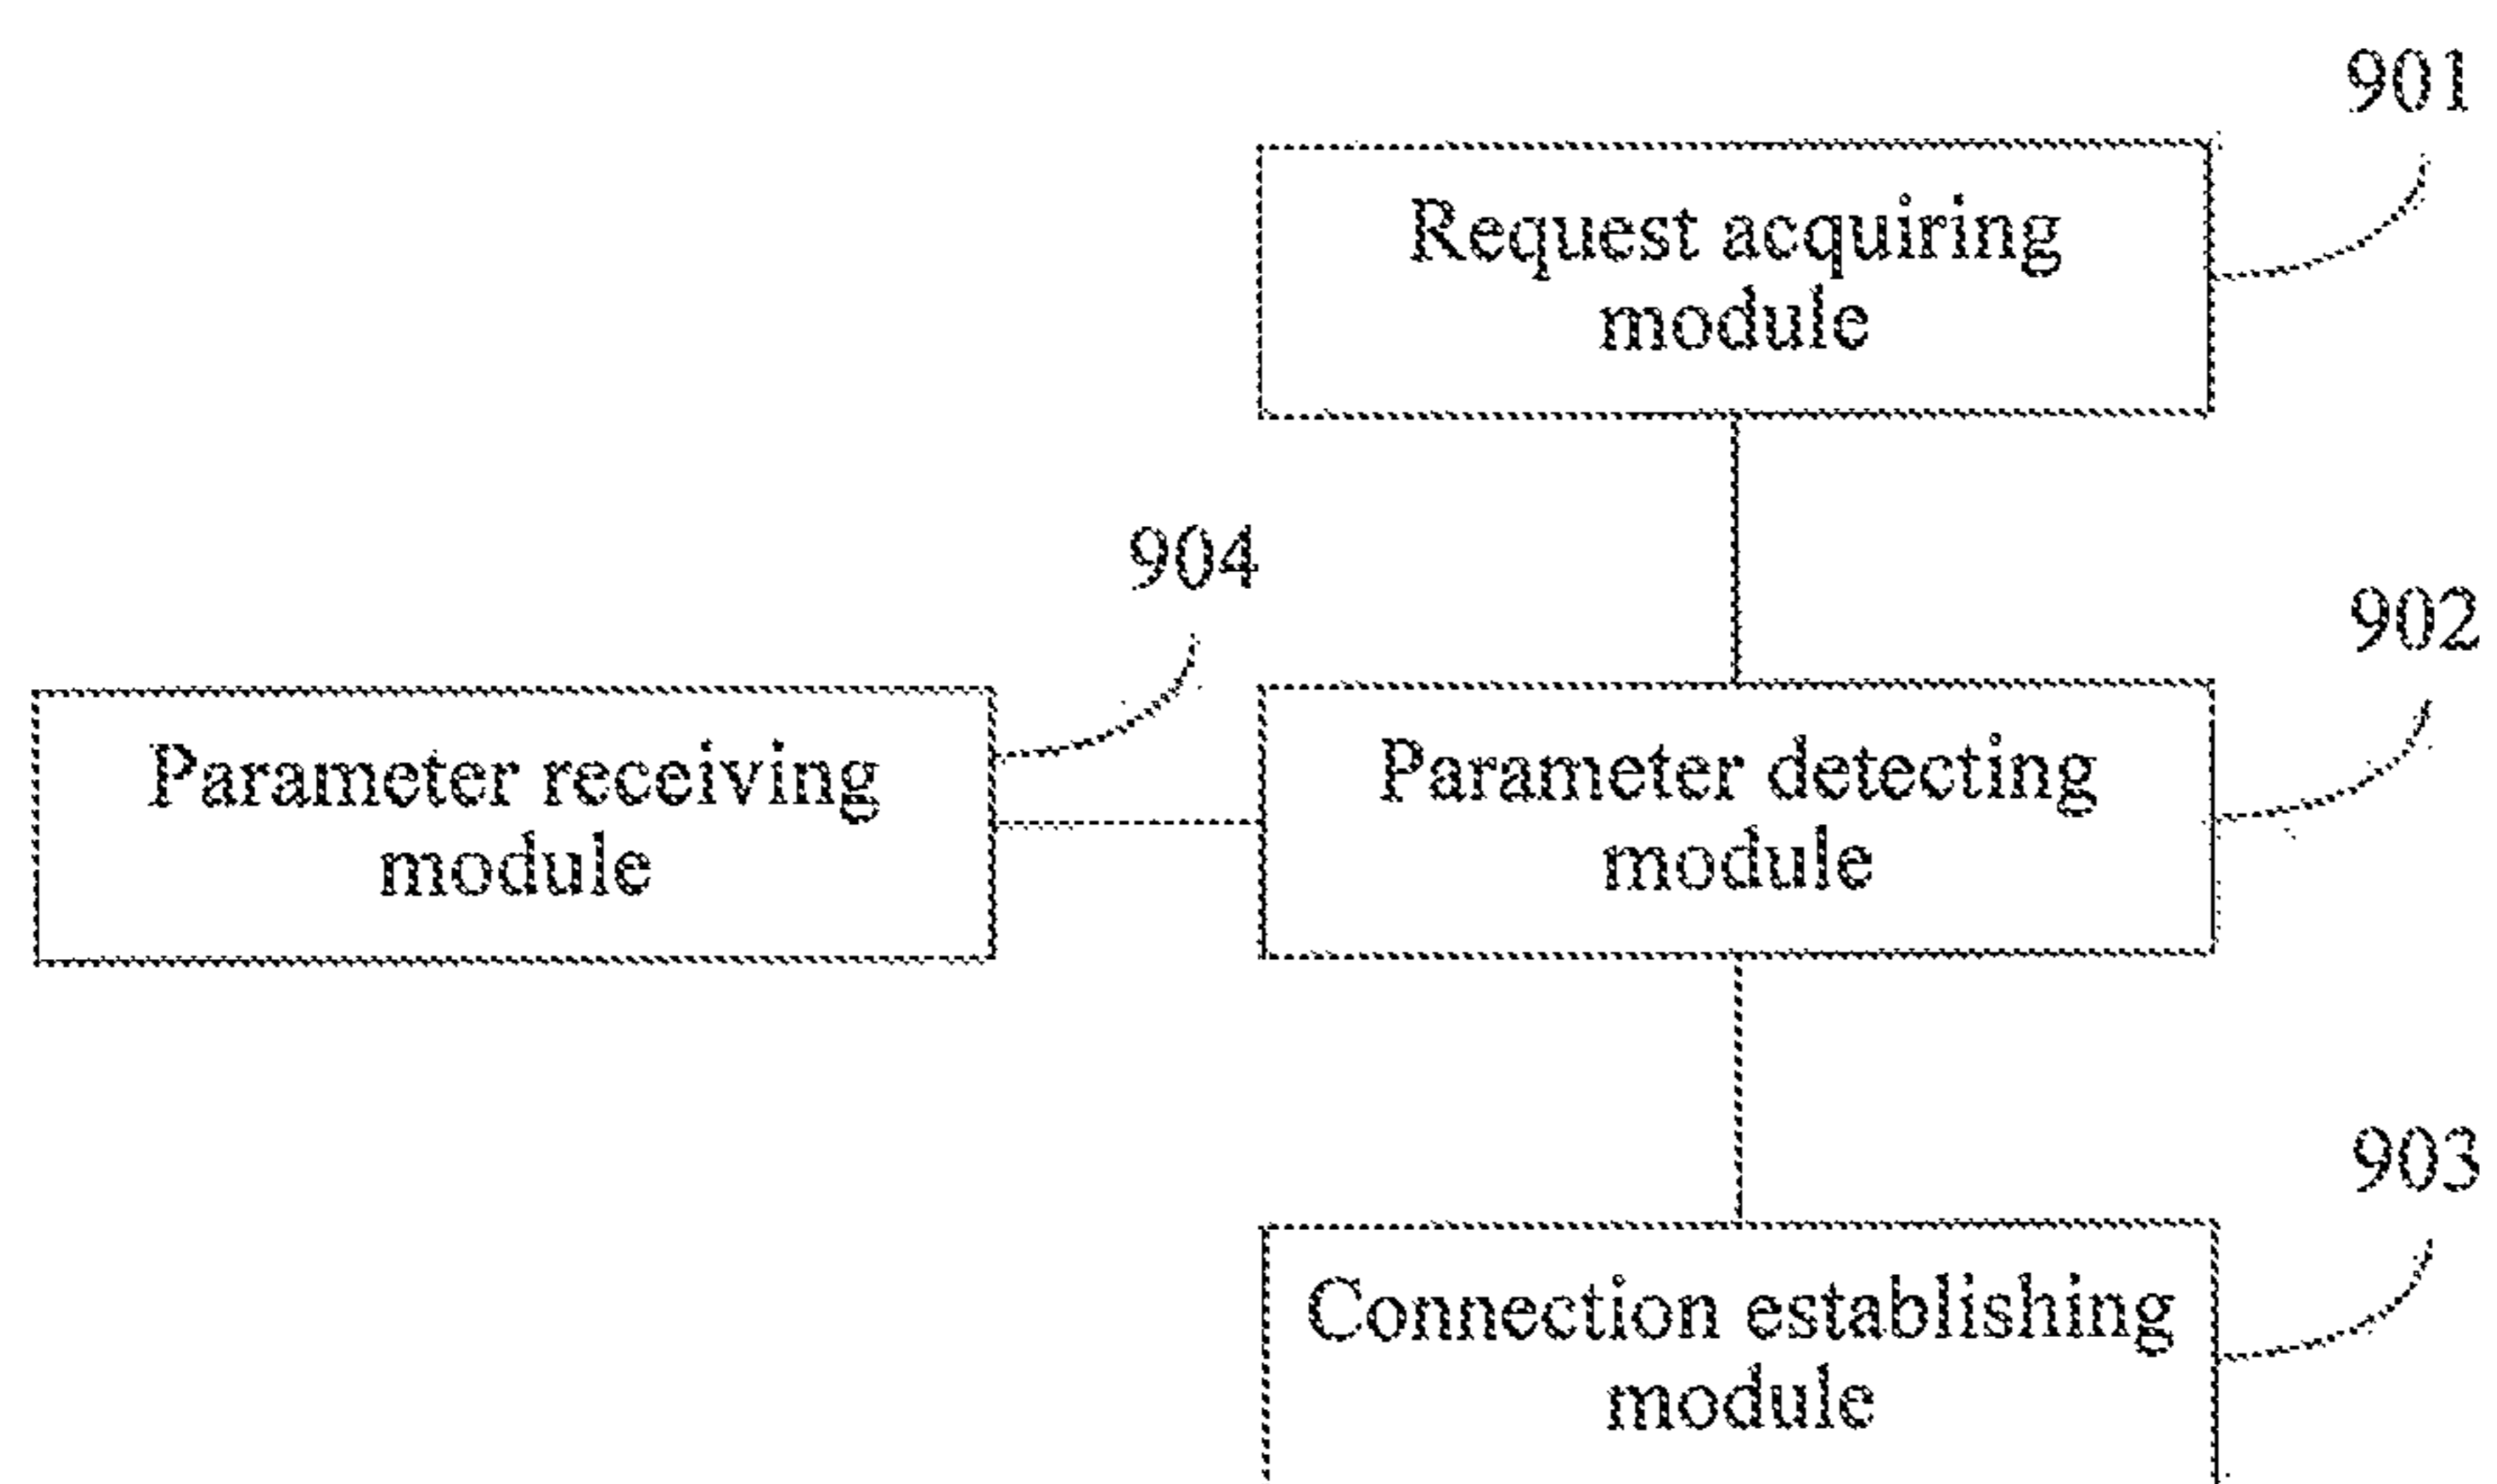 901
Request acquiring
module
904
902
Parameter receiving
module
Parameter detecting
module
903
Connection establishing
module